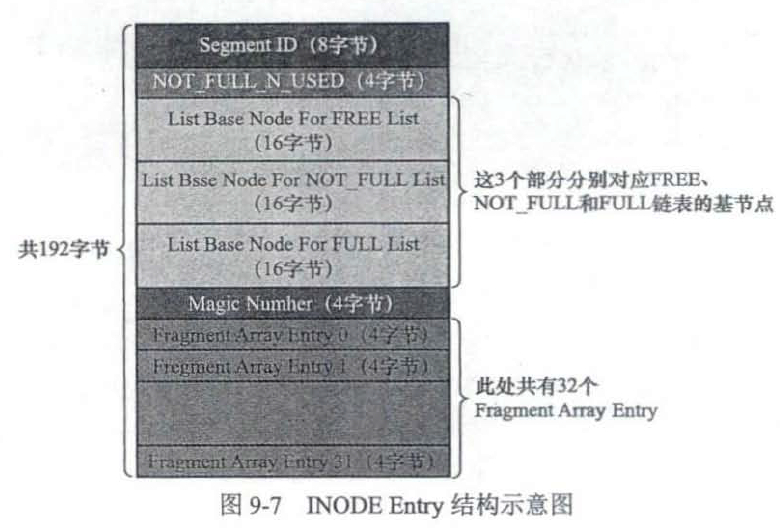 Segment ID（8字节）
NOT_FULL_N_USED（4字节）
List Base Node For FREE List
（16字节）
List Bsse Node For NOT_FULL List
（16字节）
List Base Node For FULL List
（16字节）
Magic Numher（4字节）
Fragment Array Entry 0（4字节）
Fregment Array Entry 1（4字节）
...
Fragment Array Entry 31（4字节）
共192字节
这3个部分分别对应FREE、
NOT_FULL和FULL链表的基节点
此处共有32个
Fragment Array Entry
图 9-7 INODE Entry 结构示意图